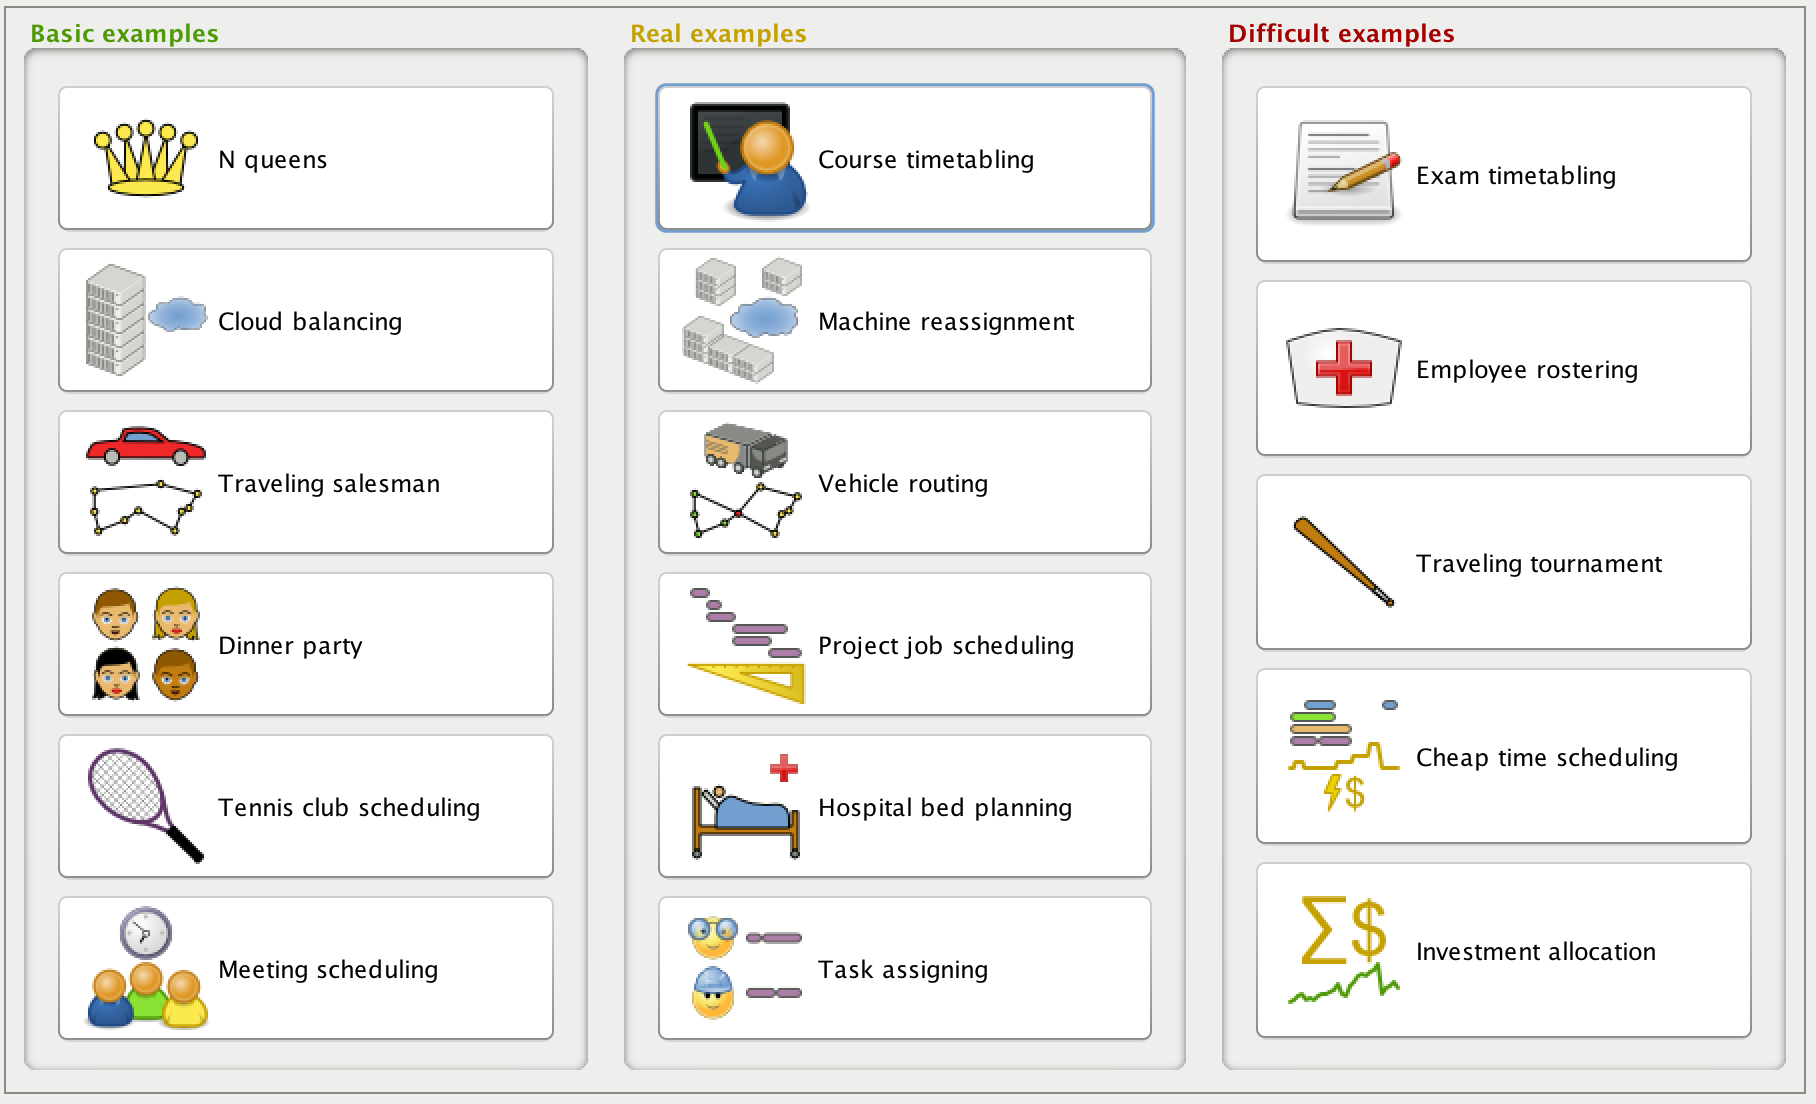 Basic examples
N queens
Cloud balancing
Traveling salesman
Dinner party
Tennis club scheduling
Meeting scheduling
Real examples
Course timetabling
Machine reassignment
Vehicle routing
Project job scheduling
Hospital bed planning
Task assigning
Difficult examples
Exam timetabling
Employee rostering
Traveling tournament
$
Cheap time scheduling
Σ$
Investment allocation